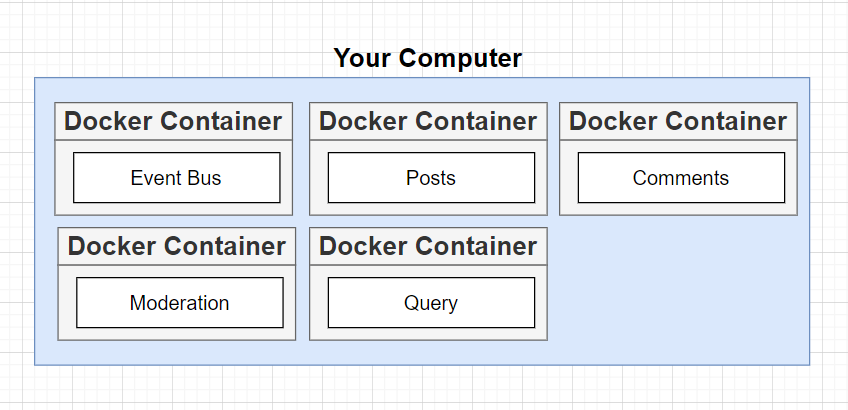 Your Computer
Docker Container
Event Bus
Docker Container
Posts
Docker Container
Comments
Docker Container
Moderation
Docker Container
Query